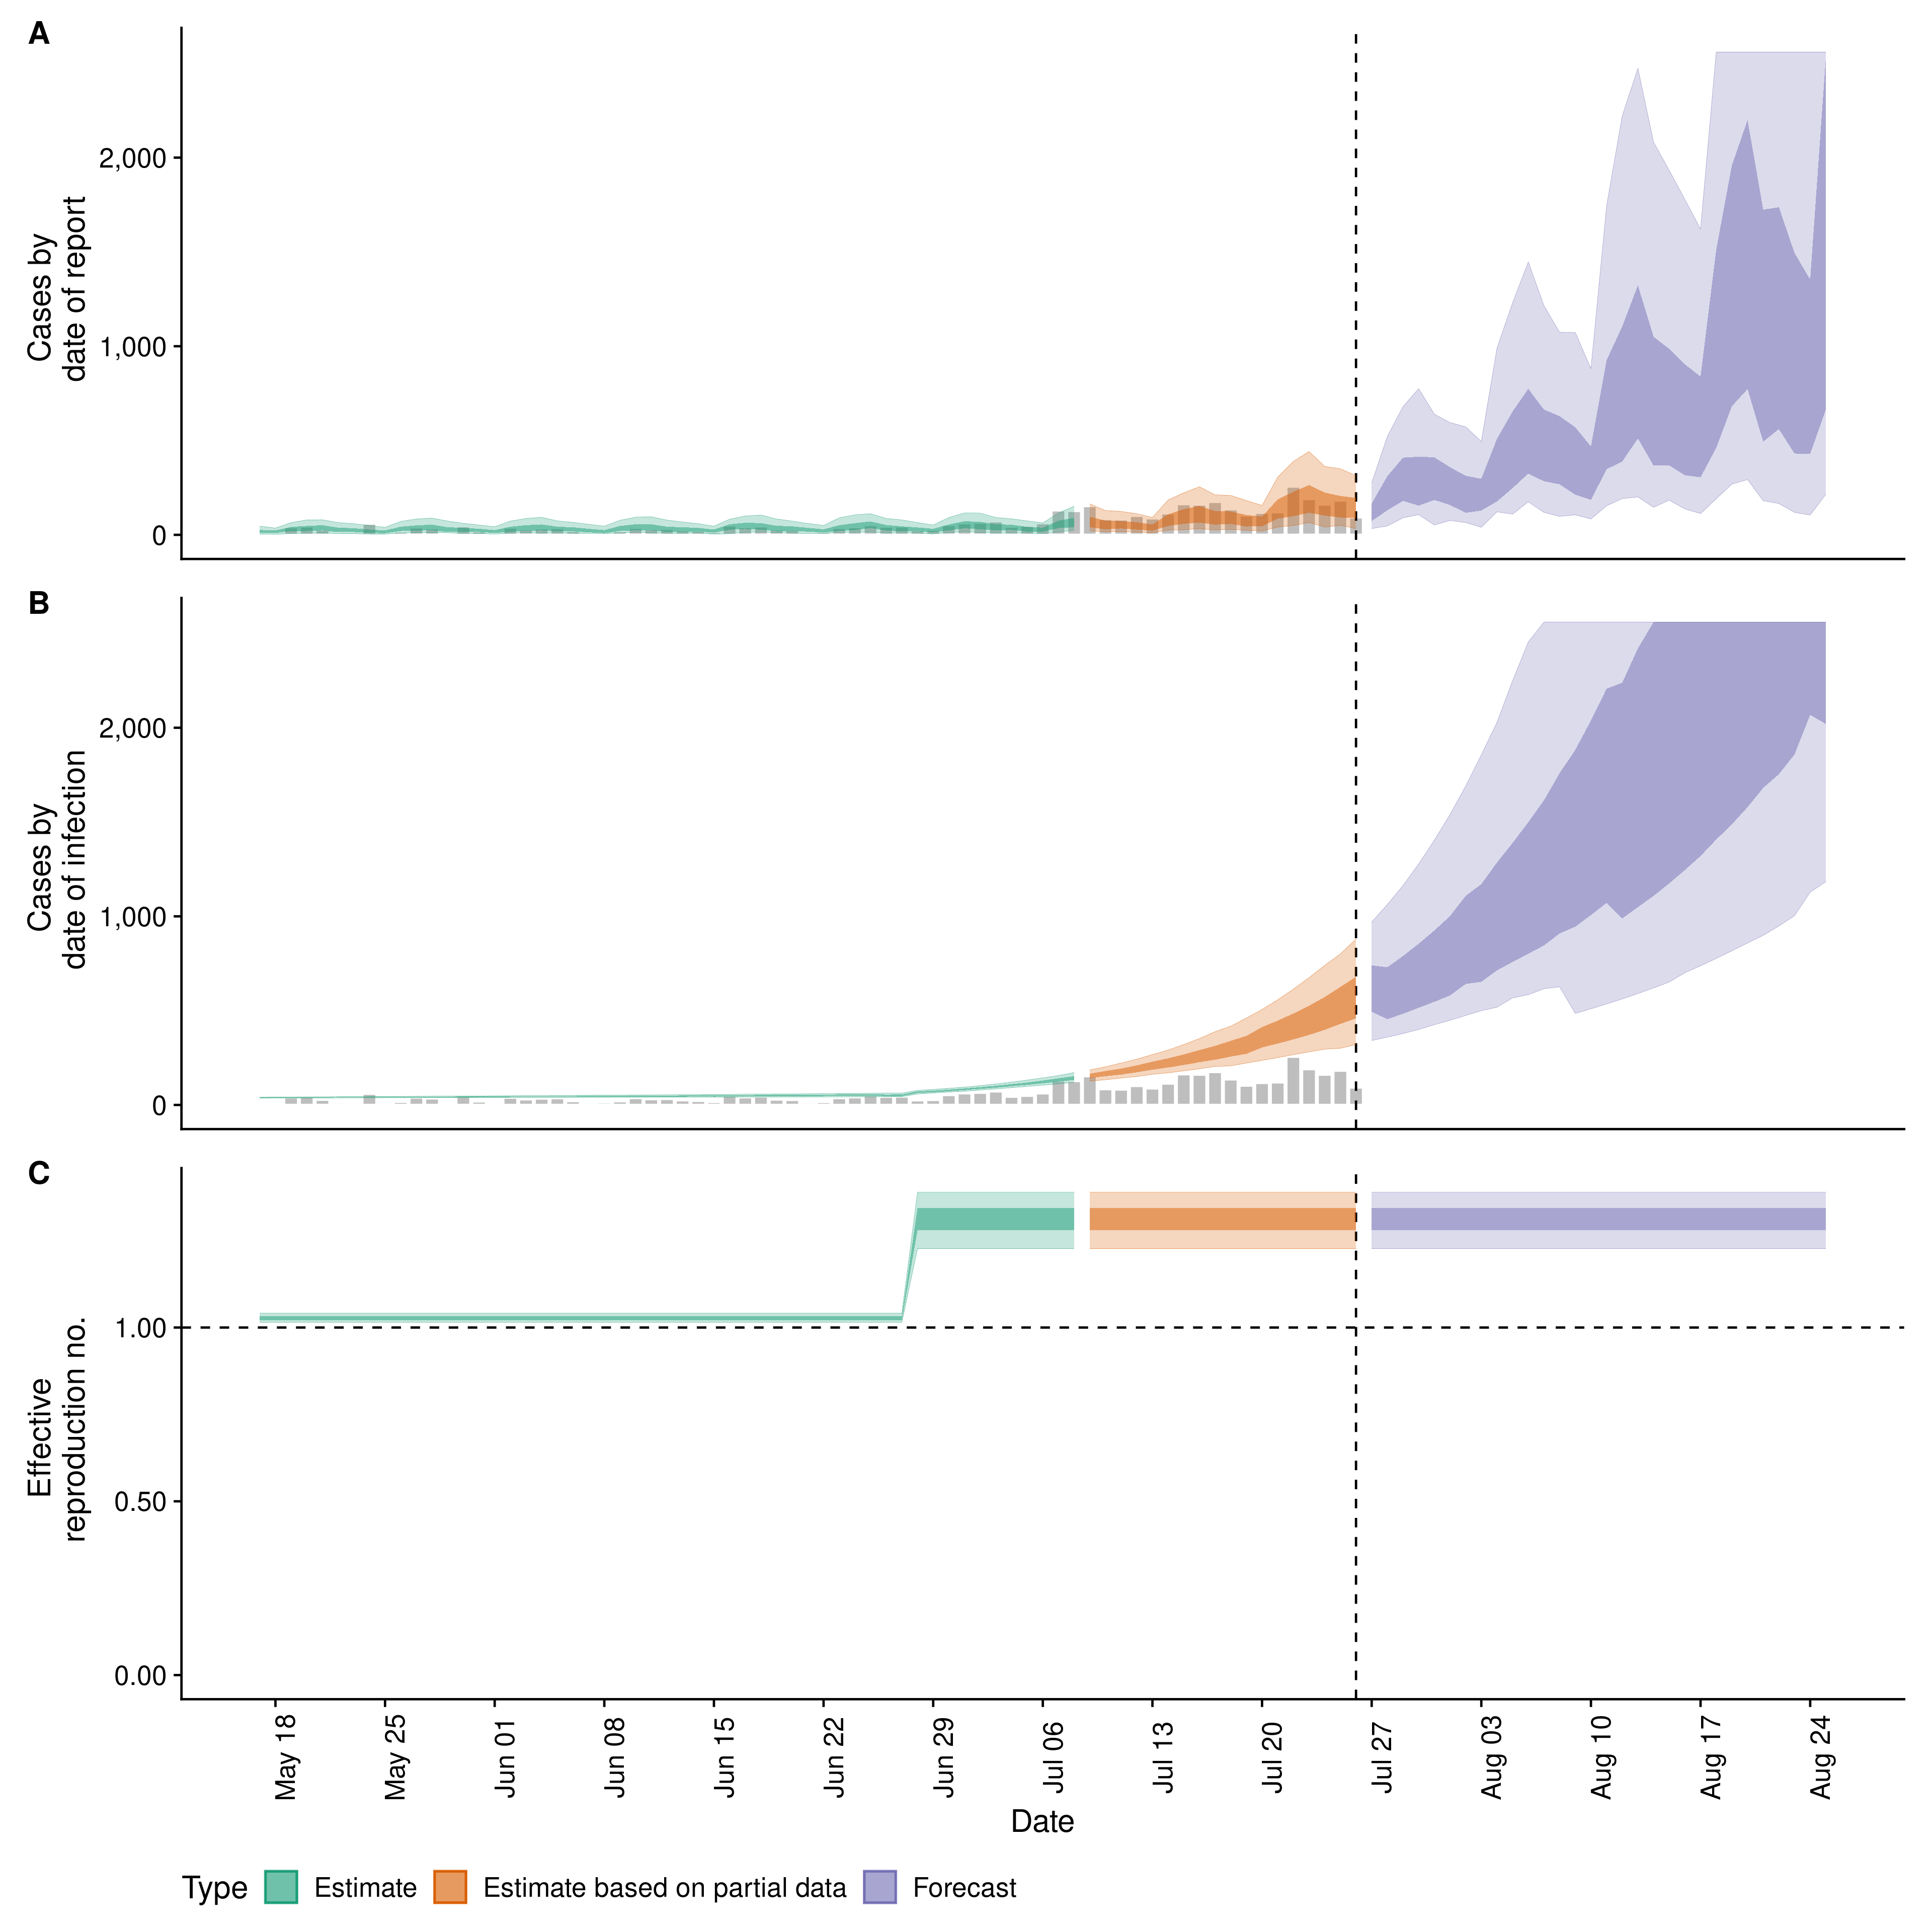 A
Cases by
date of report
2,000
1,000
0
B
Cases by
date of infection
2,000
1,000
0
C
Effective
reproduction no.
1.00
0.50
0.00
May 18
May 25
Jun 01
Jun 08
Jun 15
Jun 22
Jun 29
Jul 06
Jul 13
Jul 20
Jul 27
Aug 03
Aug 10
Aug 17
Aug 24
Date
Type Estimate Estimate based on partial data Forecast